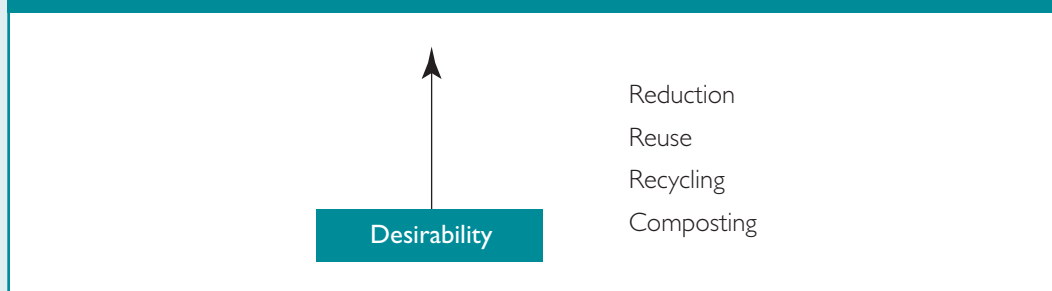 Reduction
Reuse
Recycling
Composting
Desirability